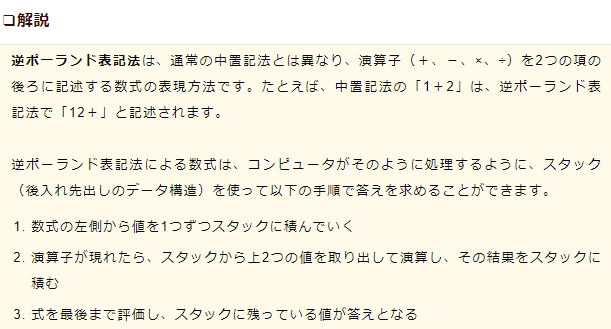 ❏解説
逆ポーランド表記法は、通常の中置記法とは異なり、演算子（＋、－、×、÷）を2つの項の
後ろに記述する数式の表現方法です。たとえば、中置記法の「1＋2」は、逆ポーランド表
記法で「12＋」と記述されます。
逆ポーランド表記法による数式は、コンピュータがそのように処理するように、スタック
（後入れ先出しのデータ構造）を使って以下の手順で答えを求めることができます。
1. 数式の左側から値を1つずつスタックに積んでいく
2. 演算子が現れたら、スタックから上2つの値を取り出して演算し、その結果をスタックに
積む
3. 式を最後まで評価し、スタックに残っている値が答えとなる